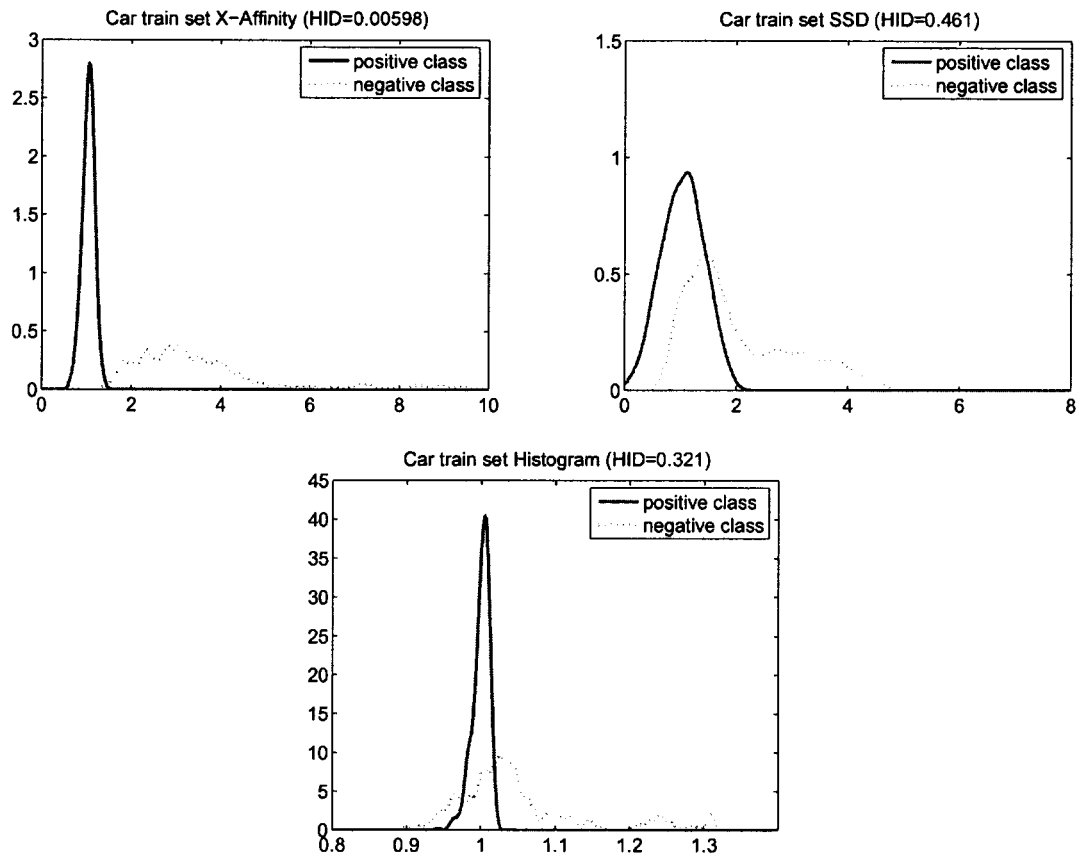 Car train set X-Affinity (HID=0.00598)
3
2.5
2
1.5
1
0.5
0
0 2 4 6 8 10
positive class
negative class
Car train set SSD (HID=0.461)
1.5
1
0.5
0
0 2 4 6 8
positive class
negative class
Car train set Histogram (HID=0.321)
45
40
35
30
25
20
15
10
5
0
0.8 0.9 1 1.1 1.2 1.3
positive class
negative class